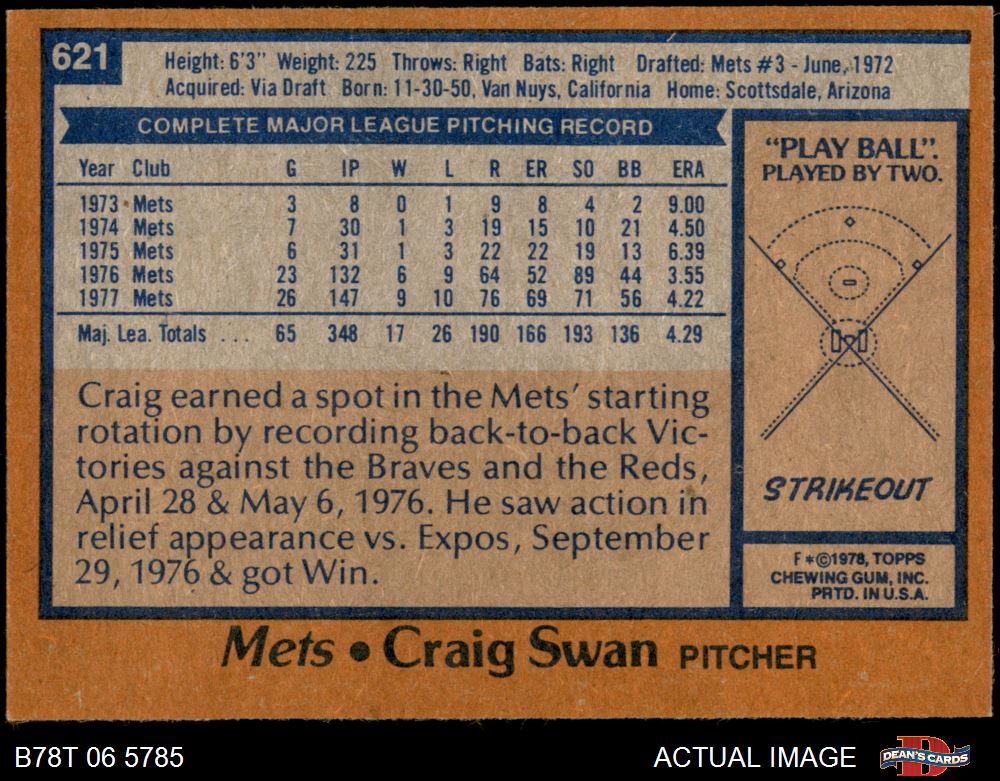 621
Height: 6'3" Weight: 225 Throws: Right Bats: Right Drafted: Mets #3 - June, 1972
Acquired: Via Draft Born: 11-30-50, Van Nuys, California Home: Scottsdale, Arizona
COMPLETE MAJOR LEAGUE PITCHING RECORD
Year Club G IP W L R ER SO BB ERA
1973 Mets 3 8 0 1 9 8 4 2 9.00
1974 Mets 7 30 1 3 19 15 10 21 4.50
1975 Mets 6 31 1 3 22 22 19 13 6.39
1976 Mets 23 132 6 9 64 52 89 44 3.55
1977 Mets 26 147 9 10 76 69 71 56 4.22
Maj. Lea. Totals ... 65 348 17 26 190 166 193 136 4.29
Craig earned a spot in the Mets' starting
rotation by recording back-to-back Vic-
tories against the Braves and the Reds,
April 28 & May 6, 1976. He saw action in
relief appearance vs. Expos, September
29, 1976 & got Win.
"PLAY BALL".
PLAYED BY TWO.
STRIKEOUT
F*©1978, TOPPS
CHEWING GUM, INC.
PRTD. IN U.S.A.
Mets • Craig Swan PITCHER
B78T 06 5785
ACTUAL IMAGE
DEAN'S CARDS